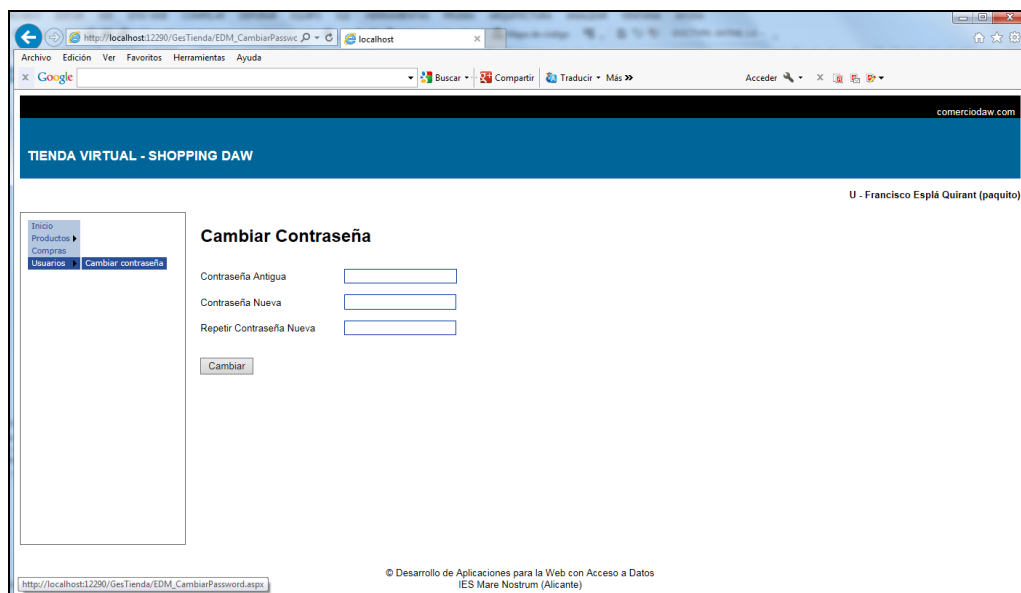 http://localhost:12290/GesTienda/EDM_CambiarPasswc
localhost
Archivo Edición Ver Favoritos Herramientas Ayuda
x Google
Buscar
Compartir
Traducir
Más »
Acceder
comerciodaw.com
TIENDA VIRTUAL - SHOPPING DAW
U - Francisco Esplá Quirant (paquito)
Inicio
Productos
Compras
Usuarios
Cambiar contraseña
Cambiar Contraseña
Contraseña Antigua
Contraseña Nueva
Repetir Contraseña Nueva
Cambiar
© Desarrollo de Aplicaciones para la Web con Acceso a Datos
IES Mare Nostrum (Alicante)
http://localhost:12290/GesTienda/EDM_CambiarPassword.aspx